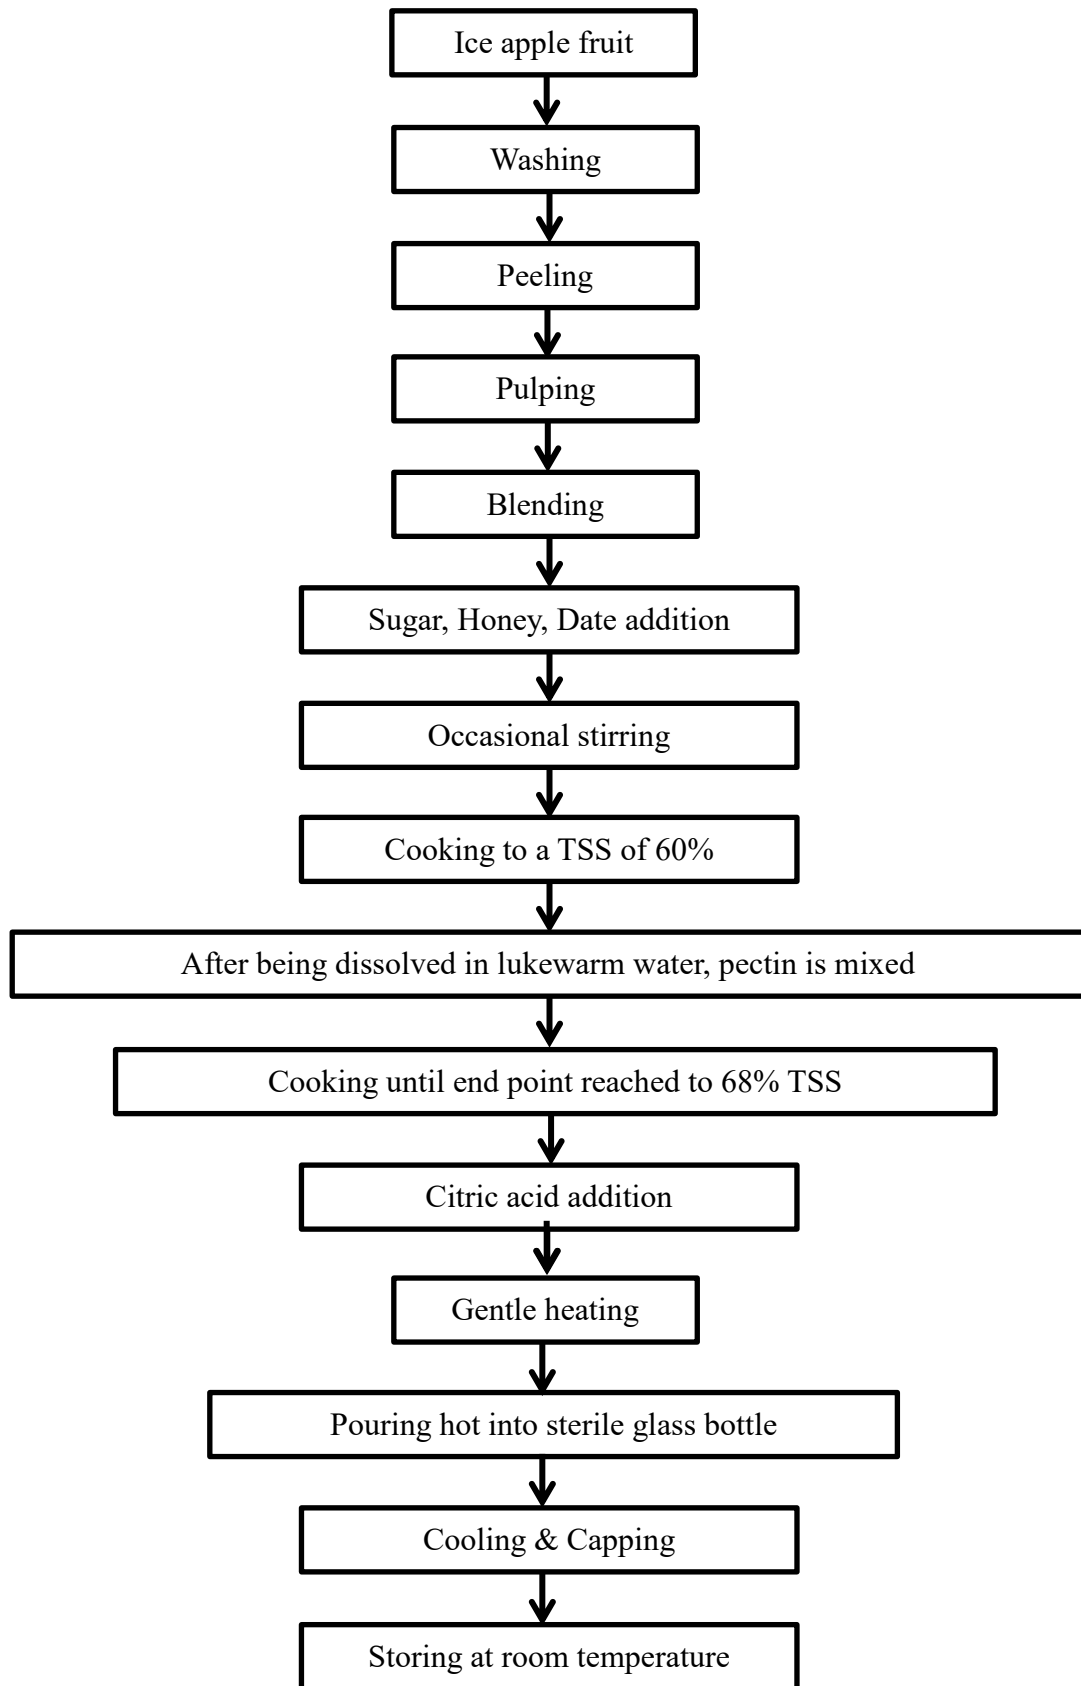 Ice apple fruit
Washing
Peeling
Pulping
Blending
Sugar, Honey, Date addition
Occasional stirring
Cooking to a TSS of 60%
After being dissolved in lukewarm water, pectin is mixed
Cooking until end point reached to 68% TSS
Citric acid addition
Gentle heating
Pouring hot into sterile glass bottle
Cooling & Capping
Storing at room temperature